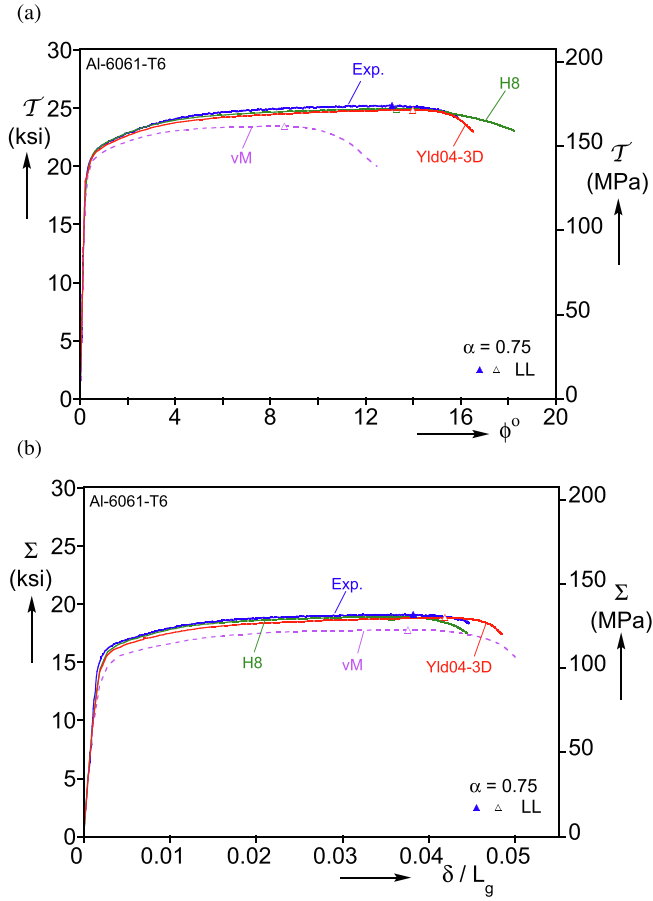 (a)
Al-6061-T6
30
25
20
15
10
5
0
𝒯
(ksi)
Exp.
H8
vM
Yld04-3D
200
150
100
50
0
𝒯
(MPa)
α = 0.75
▲ △ LL
0 4 8 12 16 20
ϕ°
(b)
Al-6061-T6
30
25
20
15
10
5
0
Σ
(ksi)
Exp.
H8
vM
Yld04-3D
200
150
100
50
0
Σ
(MPa)
α = 0.75
▲ △ LL
0 0.01 0.02 0.03 0.04 0.05
δ / L_g